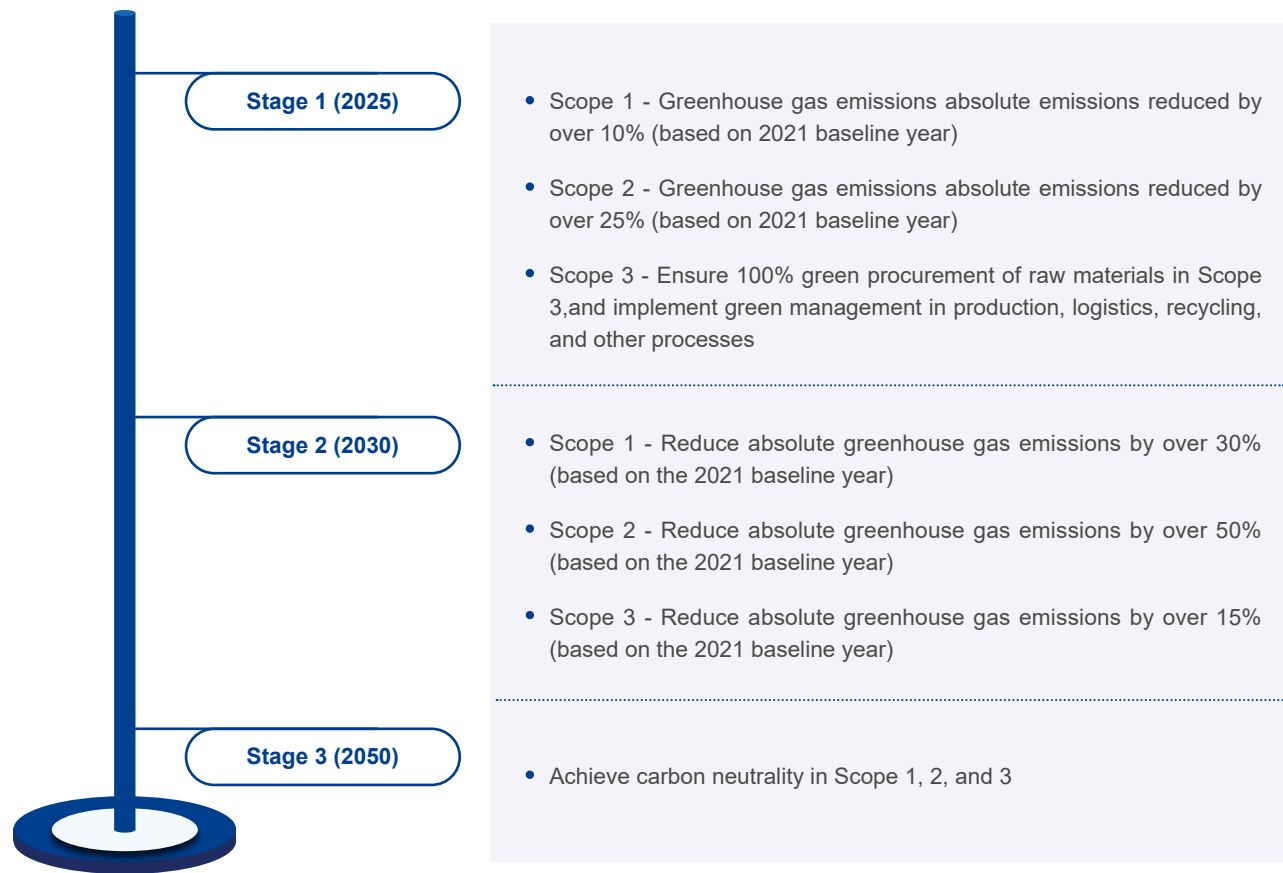 Stage 1 (2025)
• Scope 1 - Greenhouse gas emissions absolute emissions reduced by
over 10% (based on 2021 baseline year)
• Scope 2 - Greenhouse gas emissions absolute emissions reduced by
over 25% (based on 2021 baseline year)
• Scope 3 - Ensure 100% green procurement of raw materials in Scope
3,and implement green management in production, logistics, recycling,
and other processes
Stage 2 (2030)
• Scope 1 - Reduce absolute greenhouse gas emissions by over 30%
(based on the 2021 baseline year)
• Scope 2 - Reduce absolute greenhouse gas emissions by over 50%
(based on the 2021 baseline year)
• Scope 3 - Reduce absolute greenhouse gas emissions by over 15%
(based on the 2021 baseline year)
Stage 3 (2050)
• Achieve carbon neutrality in Scope 1, 2, and 3